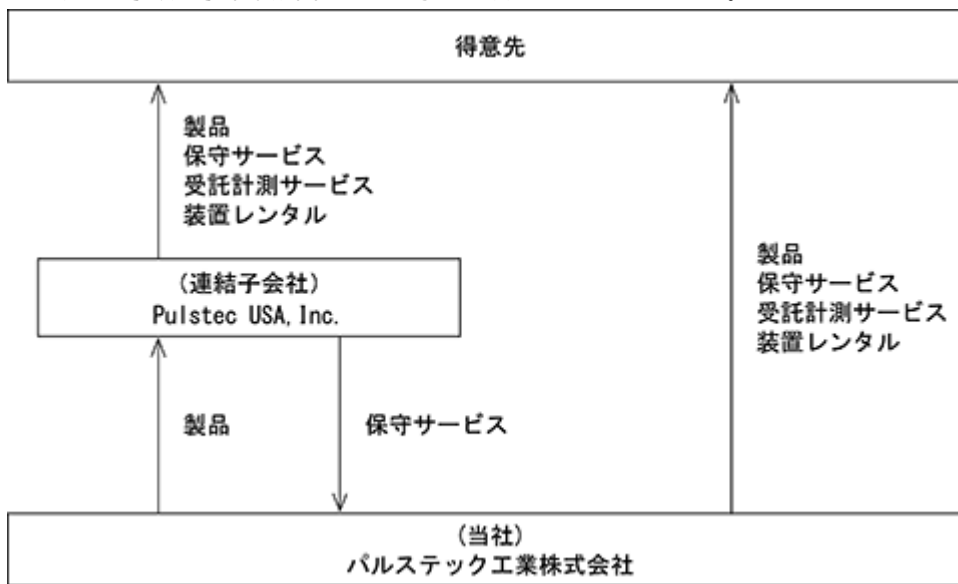 得意先
製品
保守サービス
受託計測サービス
装置レンタル
(連結子会社)
Pulstec USA, Inc.
製品
保守サービス
受託計測サービス
装置レンタル
製品
保守サービス
(当社)
パルステック工業株式会社